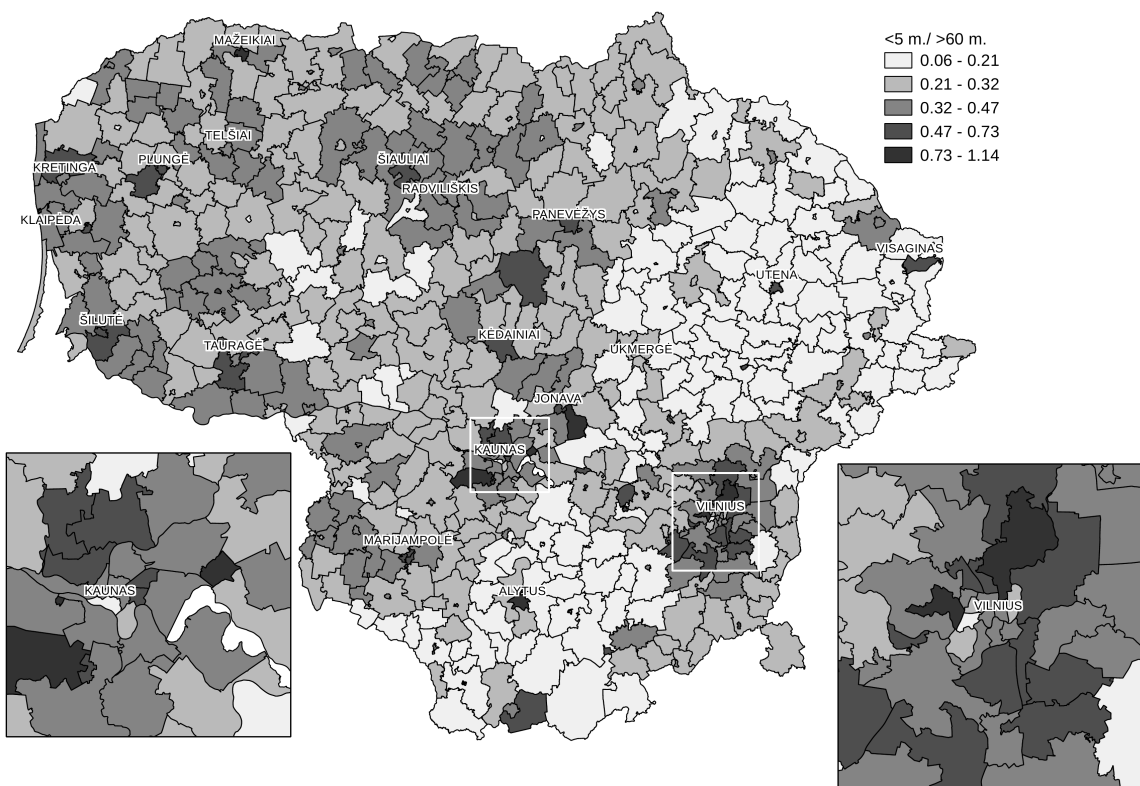 <5 m./ >60 m.
0.06 - 0.21
0.21 - 0.32
0.32 - 0.47
0.47 - 0.73
0.73 - 1.14
MAŽEIKIAI
TELŠIAI
KRETINGA
PLUNGĖ
ŠIAULIAI
RADVILIŠKIS
KLAIPĖDA
PANEVĖŽYS
VISAGINAS
UTENA
ŠILUTĖ
TAURAGĖ
KĖDAINIAI
UKMERGĖ
JONAVA
KAUNAS
VILNIUS
MARIJAMPOLĖ
ALYTUS
KAUNAS
VILNIUS